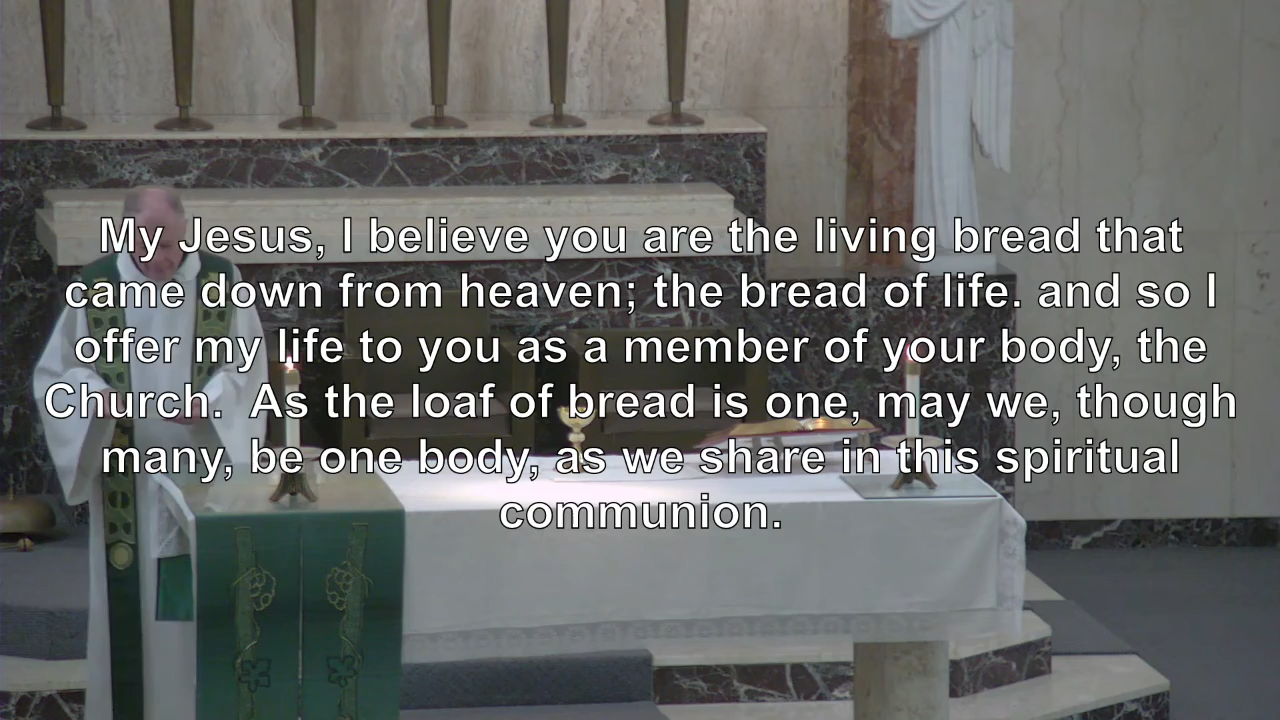 My Jesus, I believe you are the living bread that
came down from heaven; the bread of life. and so I
offer my life to you as a member of your body, the
Church.  As the loaf of bread is one, may we, though
many, be one body, as we share in this spiritual
communion.